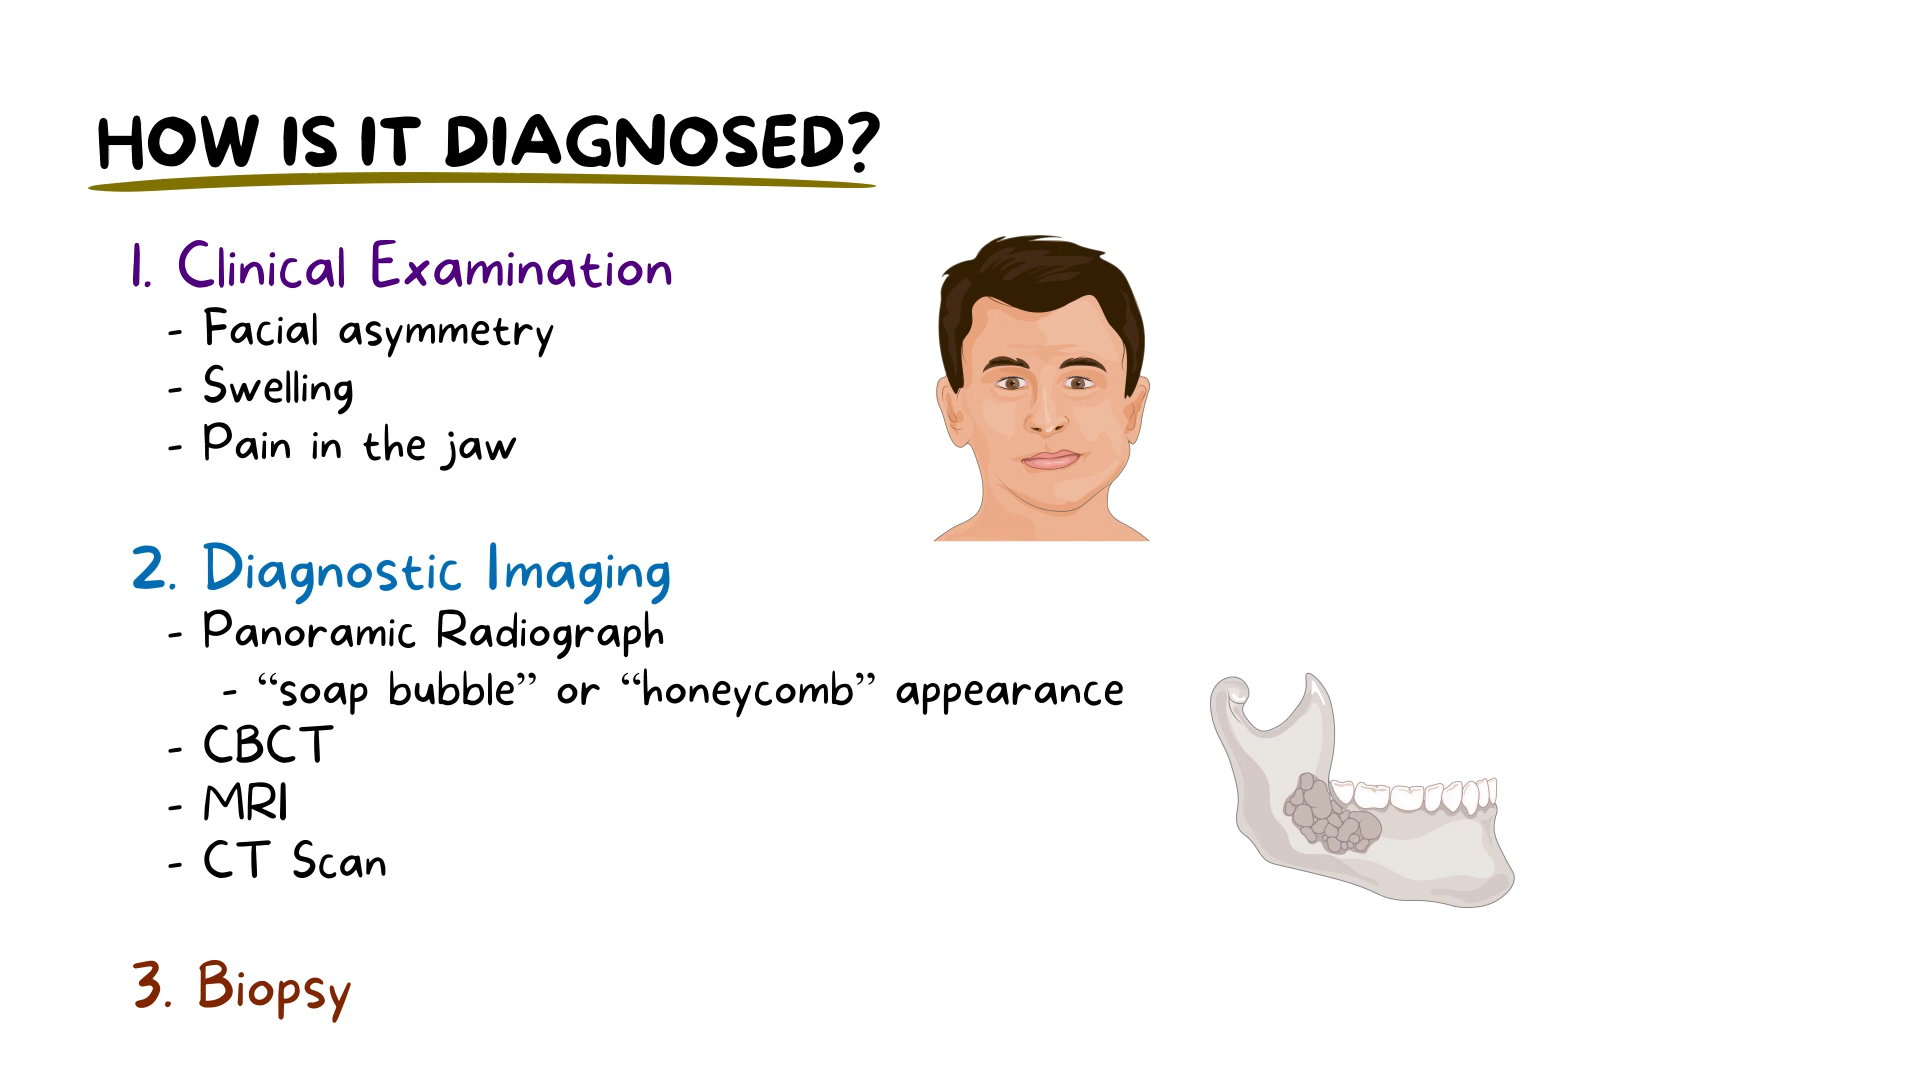 HOW IS IT DIAGNOSED?
1. Clinical Examination
- Facial asymmetry
- Swelling
- Pain in the jaw
2. Diagnostic Imaging
- Panoramic Radiograph
- “soap bubble” or “honeycomb” appearance
- CBCT
- MRI
- CT Scan
3. Biopsy